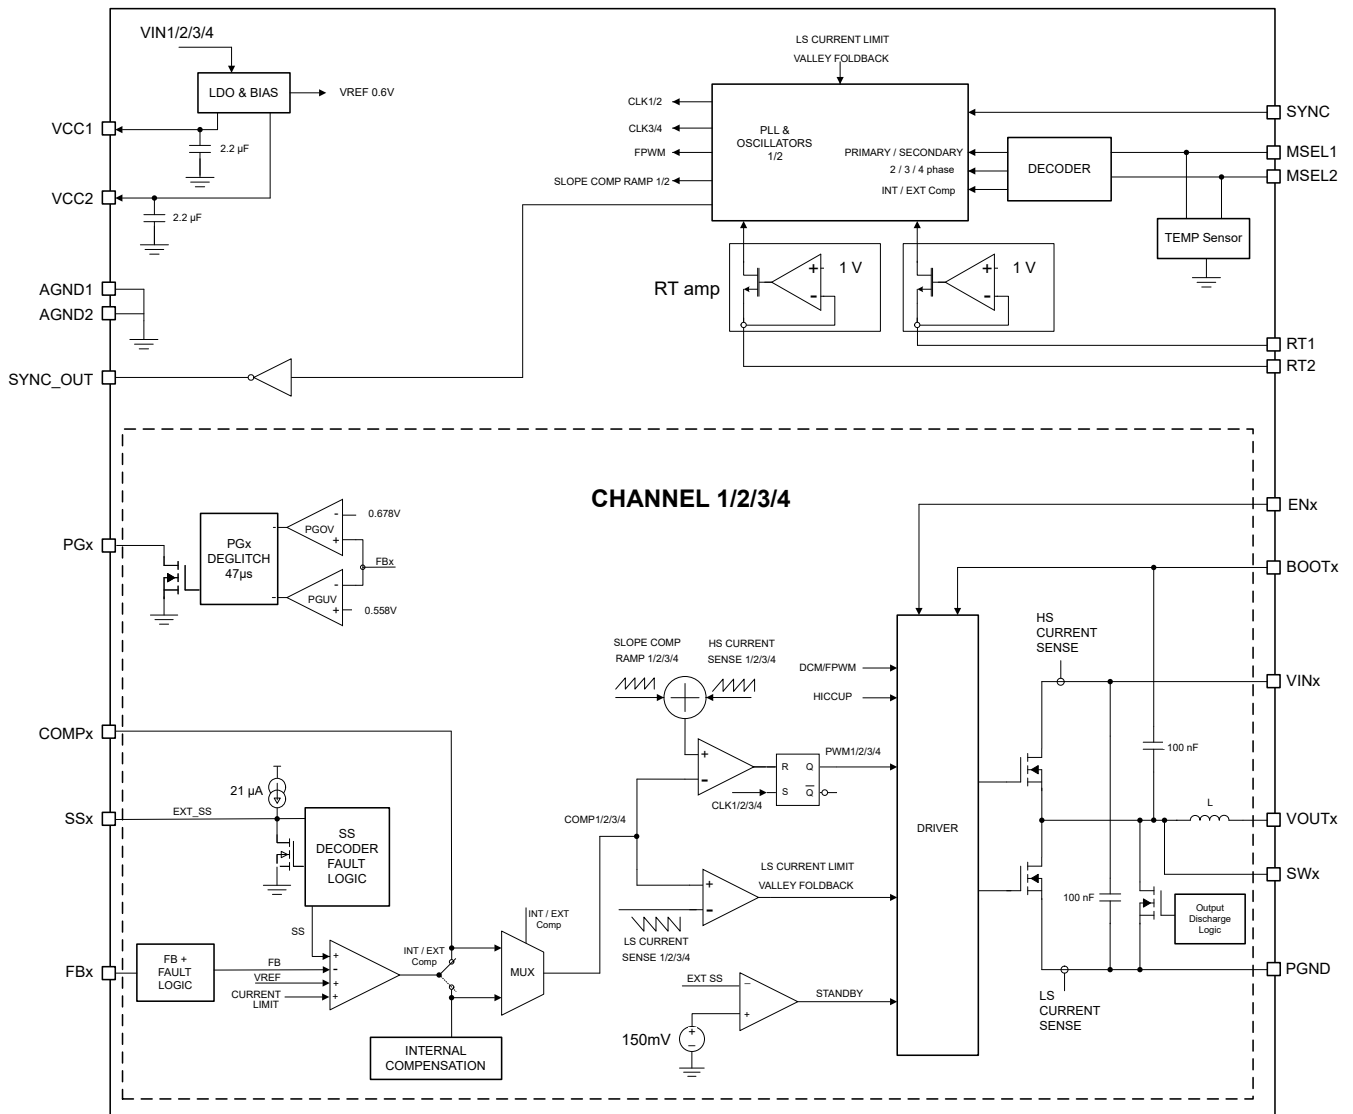 VIN1/2/3/4
LDO & BIAS
VREF 0.6V
VCC1
2.2 µF
VCC2
2.2 µF
AGND1
AGND2
SYNC_OUT
LS CURRENT LIMIT
VALLEY FOLDBACK
CLK1/2
CLK3/4
FPWM
SLOPE COMP RAMP 1/2
PLL &
OSCILLATORS
1/2
PRIMARY / SECONDARY
2 / 3 / 4 phase
INT / EXT Comp
DECODER
SYNC
MSEL1
MSEL2
TEMP Sensor
RT amp
+
-
1 V
+
-
1 V
RT1
RT2
CHANNEL 1/2/3/4
PGx
PGx
DEGLITCH
47µs
-
-
PGOV
-
+
0.678V
FBx
PGUV
-
+
0.558V
ENx
BOOTx
HS
CURRENT
SENSE
VINx
SLOPE COMP
RAMP 1/2/3/4
HS CURRENT
SENSE 1/2/3/4
DCM/FPWM
HICCUP
COMPx
+
-
R
Q
S
Q
PWM1/2/3/4
CLK1/2/3/4
100 nF
21 µA
EXT_SS
SSx
SS
DECODER
FAULT
LOGIC
COMP1/2/3/4
DRIVER
L
VOUTx
SWx
LS CURRENT LIMIT
VALLEY FOLDBACK
+
-
LS CURRENT
SENSE 1/2/3/4
100 nF
Output
Discharge
Logic
SS
FBx
FB +
FAULT
LOGIC
FB
VREF
CURRENT
LIMIT
+
-
+
+
INT / EXT
Comp
INT / EXT
Comp
MUX
INTERNAL
COMPENSATION
EXT SS
−
+
STANDBY
150mV
+
−
PGND
LS
CURRENT
SENSE